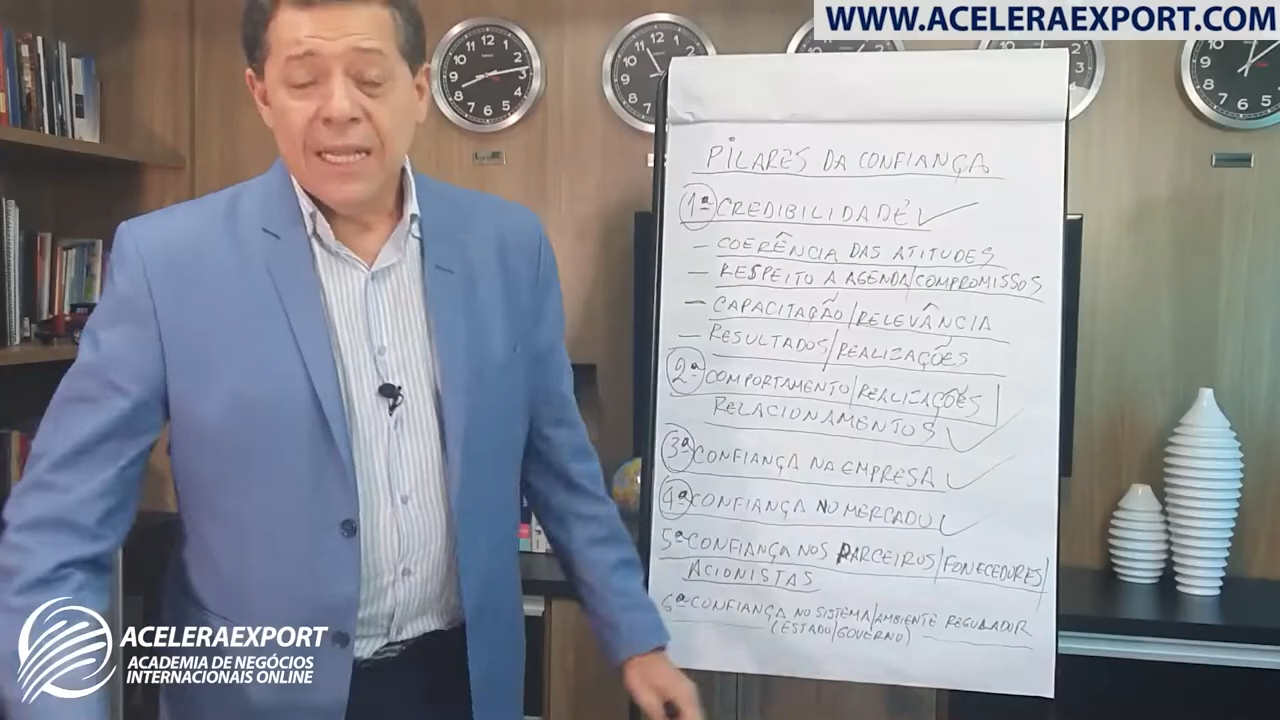 WWW.ACELERAEXPORT.COM
PILARES DA CONFIANÇA
1ª CREDIBILIDADE
- COERÊNCIA DAS ATITUDES
- RESPEITO A AGENDA/COMPROMISSOS
- CAPACITAÇÃO/RELEVÂNCIA
- RESULTADOS/REALIZAÇÕES
2ª COMPORTAMENTO/REALIZAÇÕES
RELACIONAMENTOS
3ª CONFIANÇA NA EMPRESA
4ª CONFIANÇA NO MERCADO
5ª CONFIANÇA NOS PARCEIROS/FONECEDORES/
ACIONISTAS
6ª CONFIANÇA NO SISTEMA/AMBIENTE REGULADOR
(ESTADO/GOVERNO)
ACELERAEXPORT
ACADEMIA DE NEGÓCIOS
INTERNACIONAIS ONLINE